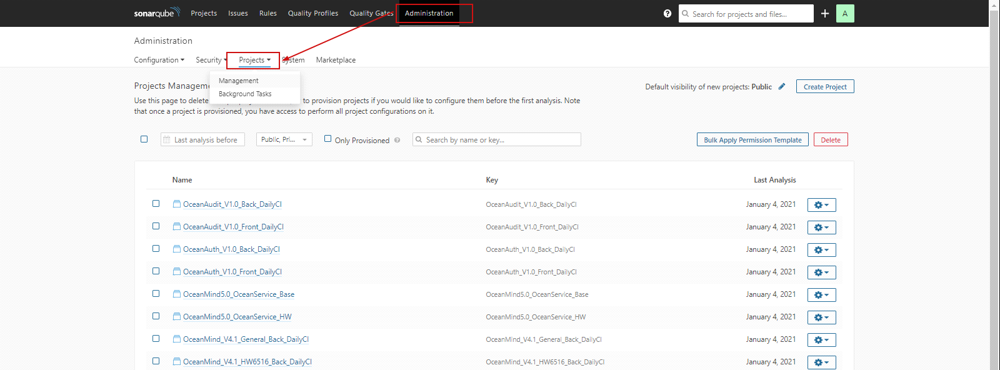 sonarqube Projects Issues Rules Quality Profiles Quality Gates Administration Search for projects and files... A
Administration
Configuration Security Projects System Marketplace
Management
Background Tasks
Projects Manageme
Default visibility of new projects: Public Create Project
Use this page to delete to provision projects if you would like to configure them before the first analysis. Note
that once a project is provisioned, you have access to perform all project configurations on it.
Last analysis before Public, Pri... Only Provisioned Search by name or key... Bulk Apply Permission Template Delete
Name Key Last Analysis
OceanAudit_V1.0_Back_DailyCI OceanAudit_V1.0_Back_DailyCI January 4, 2021
OceanAudit_V1.0_Front_DailyCI OceanAudit_V1.0_Front_DailyCI January 4, 2021
OceanAuth_V1.0_Back_DailyCI OceanAuth_V1.0_Back_DailyCI January 4, 2021
OceanAuth_V1.0_Front_DailyCI OceanAuth_V1.0_Front_DailyCI January 4, 2021
OceanMind5.0_OceanService_Base OceanMind5.0_OceanService_Base January 4, 2021
OceanMind5.0_OceanService_HW OceanMind5.0_OceanService_HW January 4, 2021
OceanMind_V4.1_General_Back_DailyCI OceanMind_V4.1_General_Back_DailyCI January 4, 2021
OceanMind_V4.1_HW6516_Back_DailyCI OceanMind_V4.1_HW6516_Back_DailyCI January 4, 2021